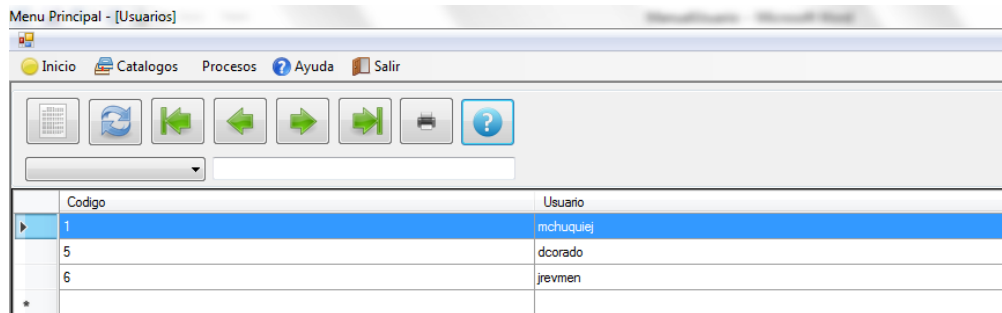 Menu Principal - [Usuarios]
Inicio Catalogos Procesos ? Ayuda Salir
?
Codigo Usuario
1 mchuquiej
5 dcorado
6 jrevmen
*